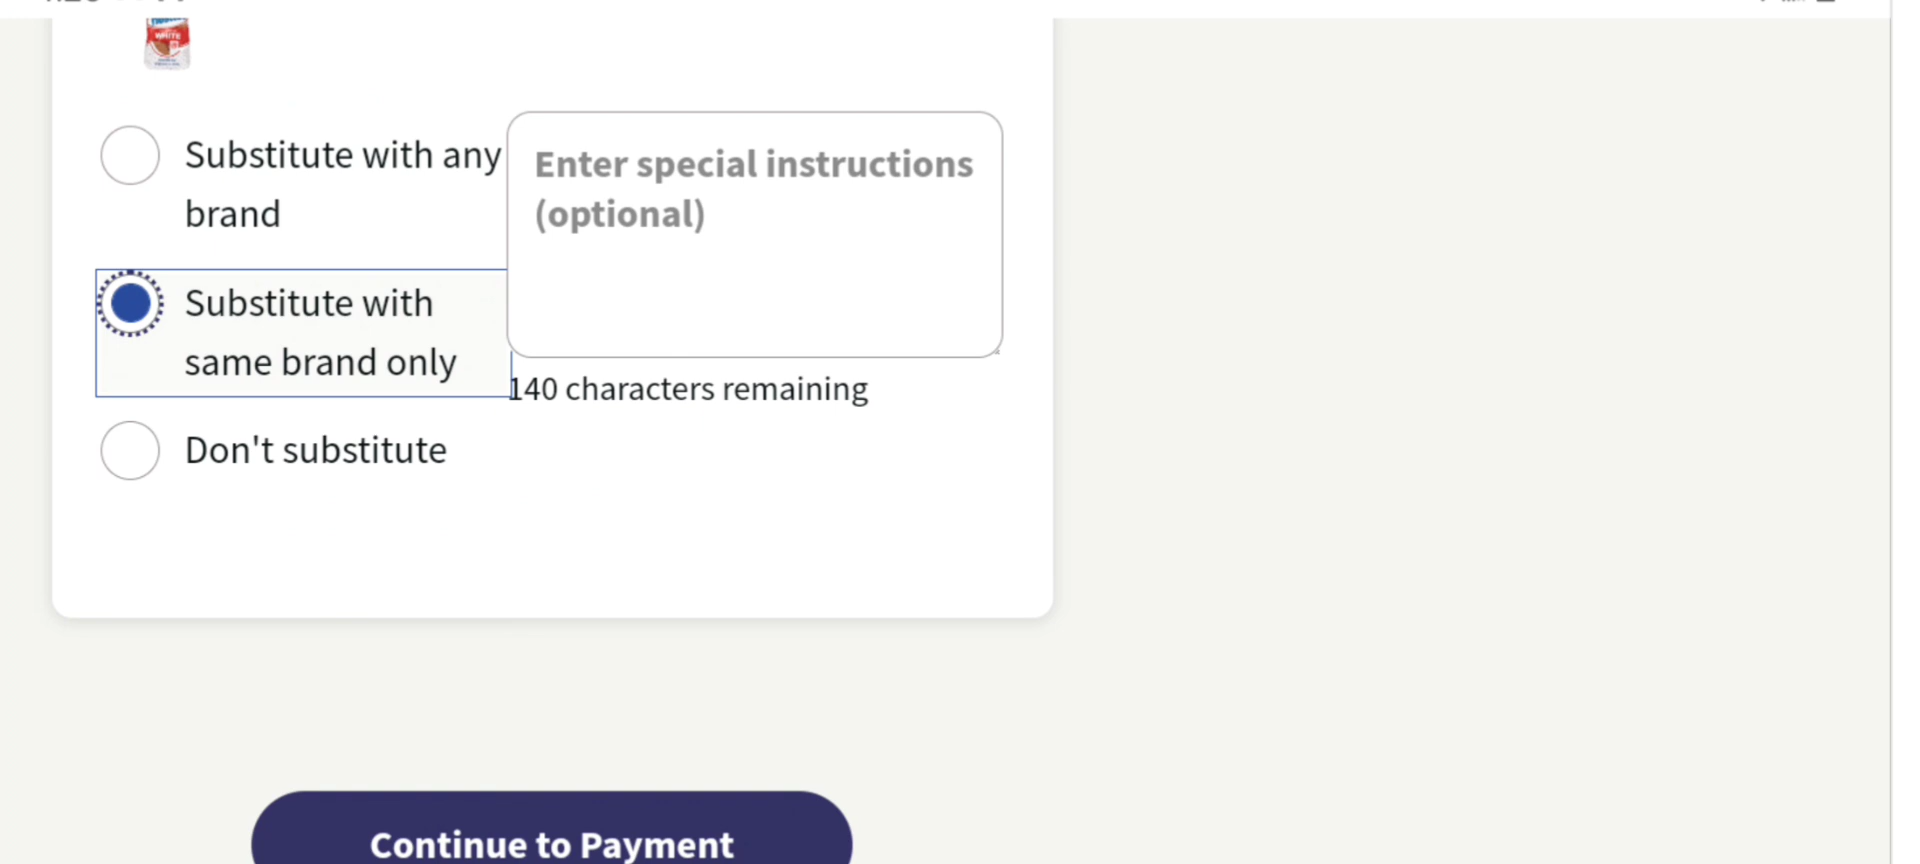 WHITE
Substitute with any
brand
Enter special instructions
(optional)
Substitute with
same brand only
140 characters remaining
Don't substitute
Continue to Payment